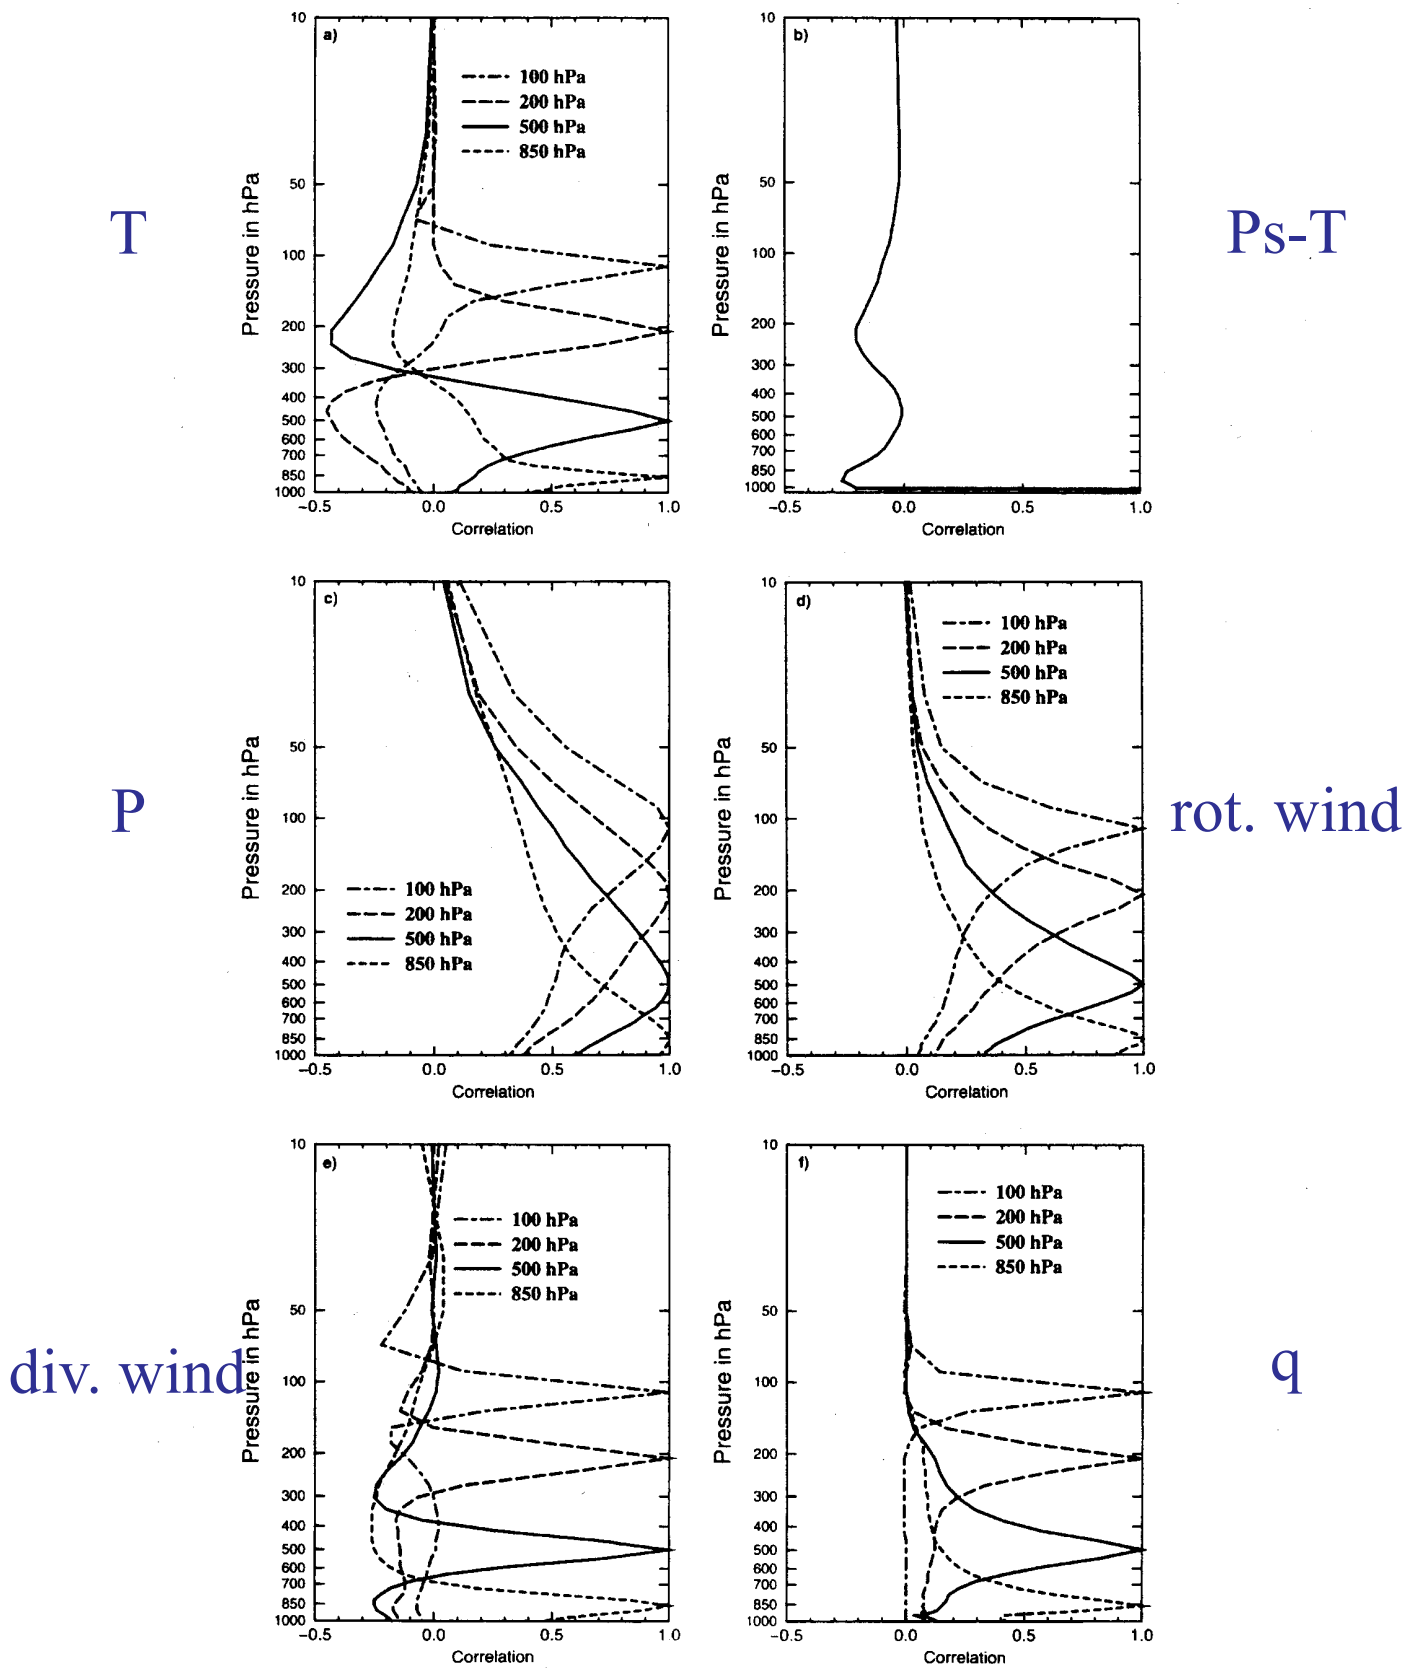 10
a)
100 hPa
200 hPa
500 hPa
850 hPa
50
100
200
300
400
500
600
700
850
1000
Pressure in hPa
−0.5 0.0 0.5 1.0
Correlation
T
10
b)
50
100
200
300
400
500
600
700
850
1000
Pressure in hPa
−0.5 0.0 0.5 1.0
Correlation
Ps-T
10
c)
50
100
200
300
400
500
600
700
850
1000
100 hPa
200 hPa
500 hPa
850 hPa
Pressure in hPa
−0.5 0.0 0.5 1.0
Correlation
P
10
d)
100 hPa
200 hPa
500 hPa
850 hPa
50
100
200
300
400
500
600
700
850
1000
Pressure in hPa
−0.5 0.0 0.5 1.0
Correlation
rot. wind
10
e)
100 hPa
200 hPa
500 hPa
850 hPa
50
100
200
300
400
500
600
700
850
1000
Pressure in hPa
−0.5 0.0 0.5 1.0
Correlation
div. wind
10
f)
100 hPa
200 hPa
500 hPa
850 hPa
50
100
200
300
400
500
600
700
850
1000
Pressure in hPa
−0.5 0.0 0.5 1.0
Correlation
q